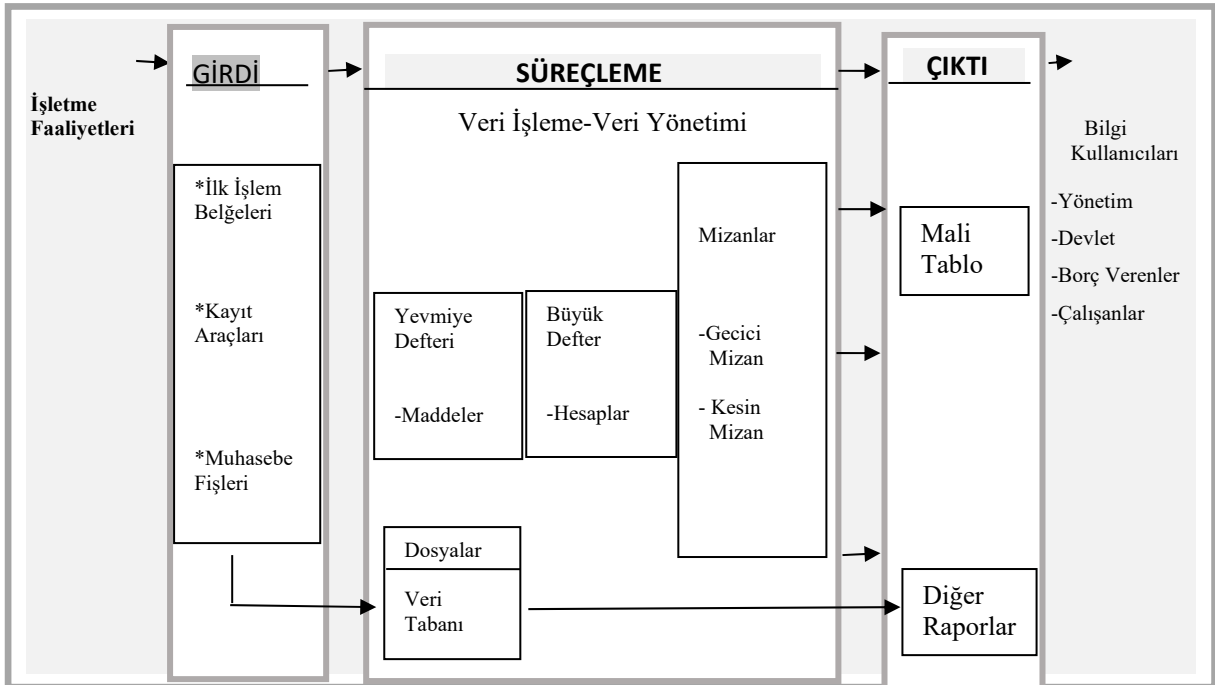 İşletme
Faaliyetleri
GİRDİ
*İlk İşlem
Belğeleri
*Kayıt
Araçları
*Muhasebe
Fişleri
SÜREÇLEME
Veri İşleme-Veri Yönetimi
Yevmiye
Defteri
-Maddeler
Büyük
Defter
-Hesaplar
Mizanlar
-Gecici
Mizan
- Kesin
Mizan
Dosyalar
Veri
Tabanı
ÇIKTI
Mali
Tablo
Diğer
Raporlar
Bilgi
Kullanıcıları
-Yönetim
-Devlet
-Borç Verenler
-Çalışanlar